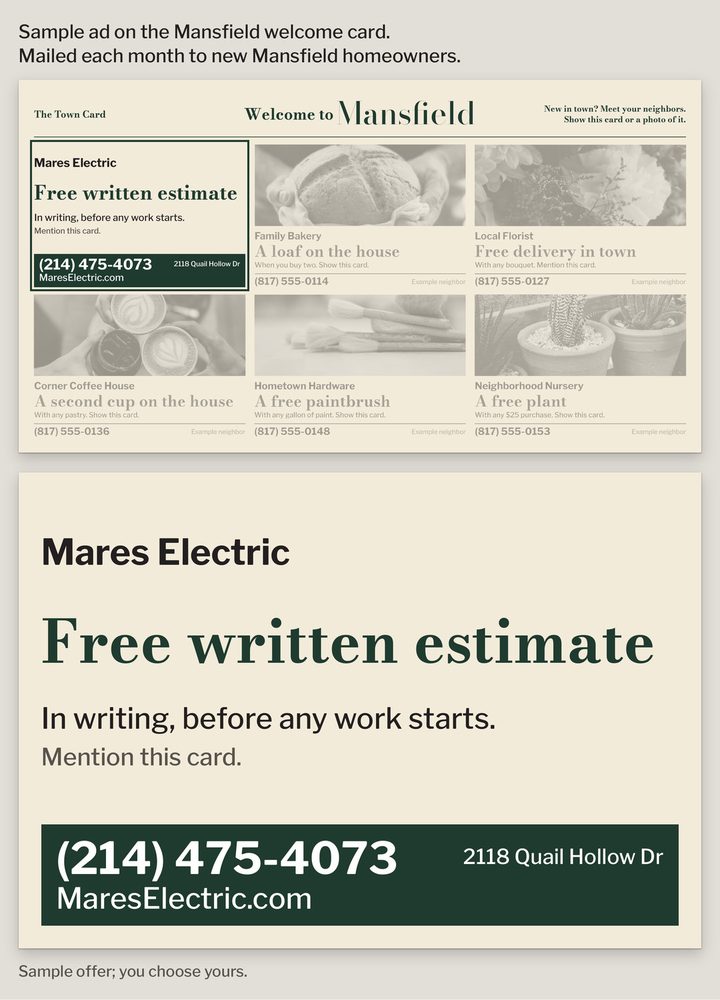 Sample ad on the Mansfield welcome card.
Mailed each month to new Mansfield homeowners.
The Town Card
Welcome to Mansfield
New in town? Meet your neighbors.
Show this card or a photo of it.
Mares Electric
Free written estimate
In writing, before any work starts.
Mention this card.
(214) 475-4073
2118 Quail Hollow Dr
MaresElectric.com
Family Bakery
A loaf on the house
When you buy two. Show this card.
(817) 555-0114
Example neighbor
Local Florist
Free delivery in town
With any bouquet. Mention this card.
(817) 555-0127
Example neighbor
Corner Coffee House
A second cup on the house
With any pastry. Show this card.
(817) 555-0136
Example neighbor
Hometown Hardware
A free paintbrush
With any gallon of paint. Show this card.
(817) 555-0148
Example neighbor
Neighborhood Nursery
A free plant
With any $25 purchase. Show this card.
(817) 555-0153
Example neighbor
Mares Electric
Free written estimate
In writing, before any work starts.
Mention this card.
(214) 475-4073
2118 Quail Hollow Dr
MaresElectric.com
Sample offer; you choose yours.